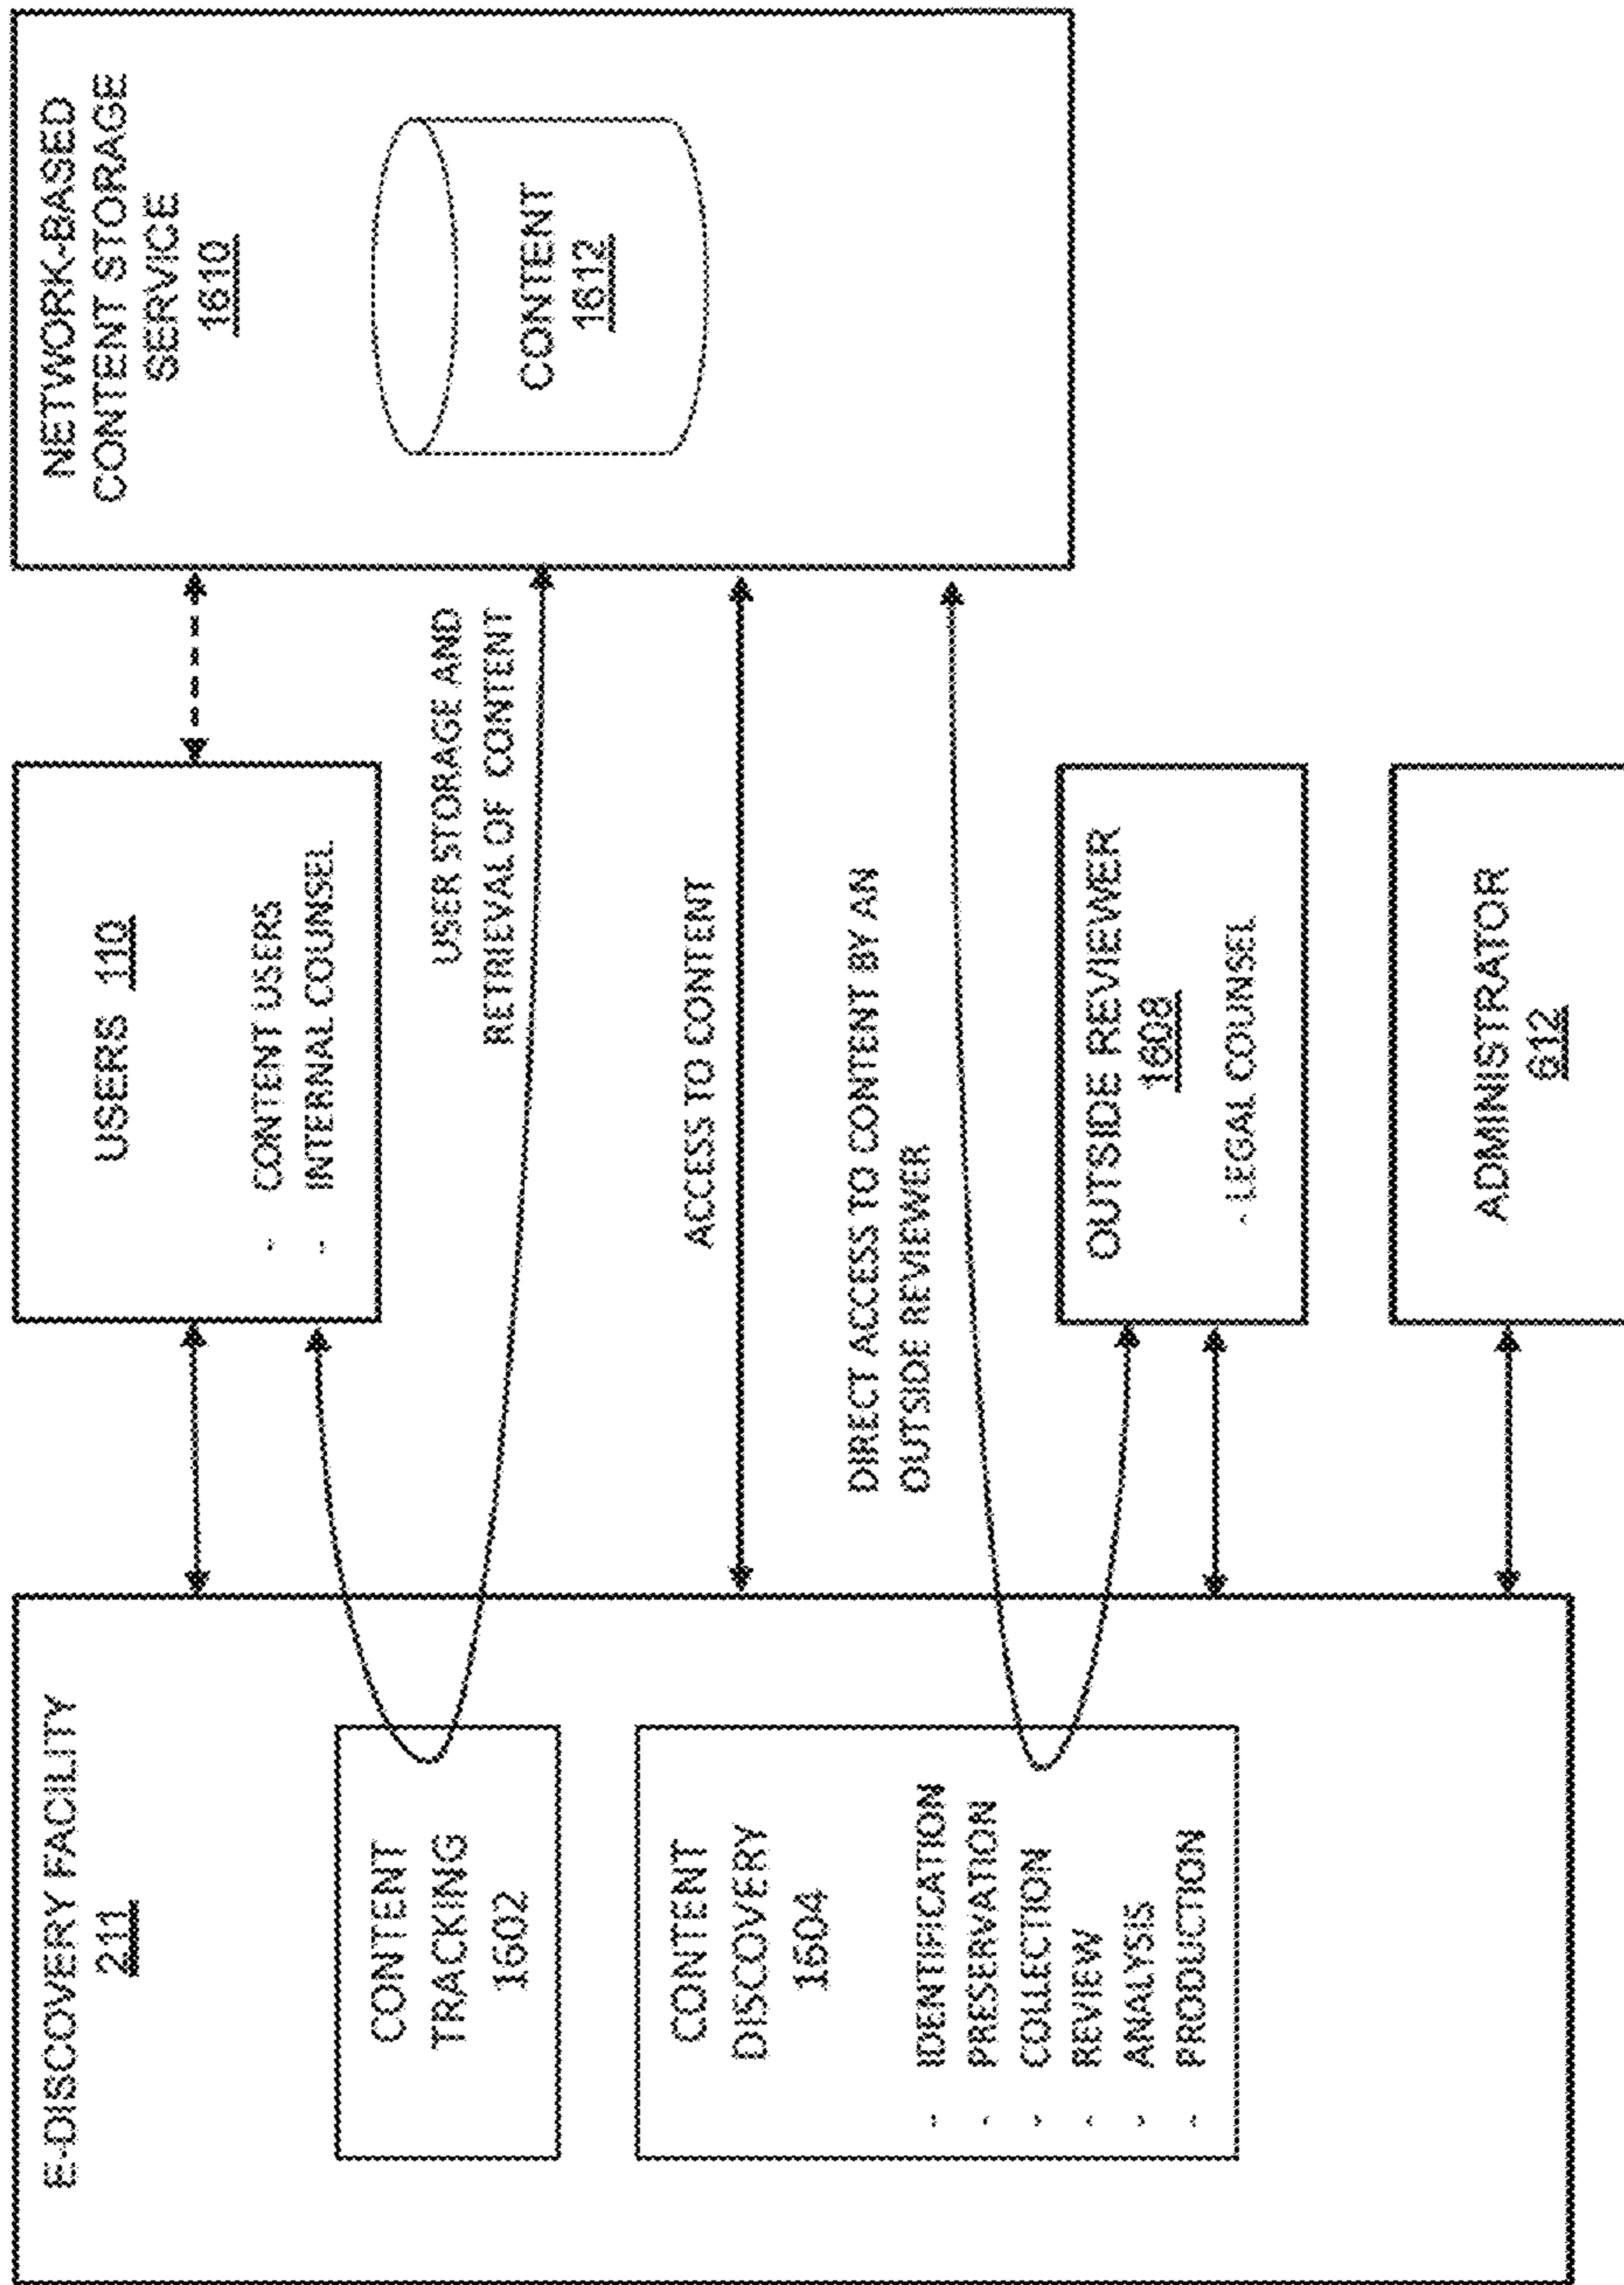 E-DISCOVERY FACILITY
211
CONTENT
TRACKING
1602
CONTENT
DISCOVERY
1604
- IDENTIFICATION
- PRESERVATION
- COLLECTION
- REVIEW
- ANALYSIS
- PRODUCTION
USERS 110
- CONTENT USERS
- INTERNAL COUNSEL
USER STORAGE AND
RETRIEVAL OF CONTENT
ACCESS TO CONTENT
DIRECT ACCESS TO CONTENT BY AN
OUTSIDE REVIEWER
OUTSIDE REVIEWER
1608
- LEGAL COUNSEL
ADMINISTRATOR
612
NETWORK-BASED
CONTENT STORAGE
SERVICE
1610
CONTENT
1612